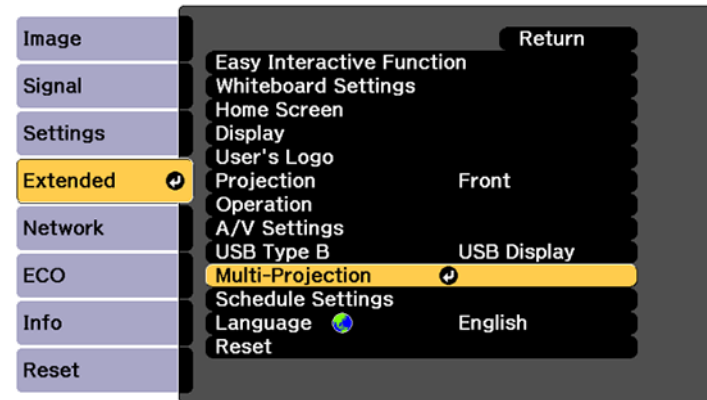 Image
Signal
Settings
Extended
Network
ECO
Info
Reset
Return
Easy Interactive Function
Whiteboard Settings
Home Screen
Display
User's Logo
Projection Front
Operation
A/V Settings
USB Type B USB Display
Multi-Projection
Schedule Settings
Language English
Reset